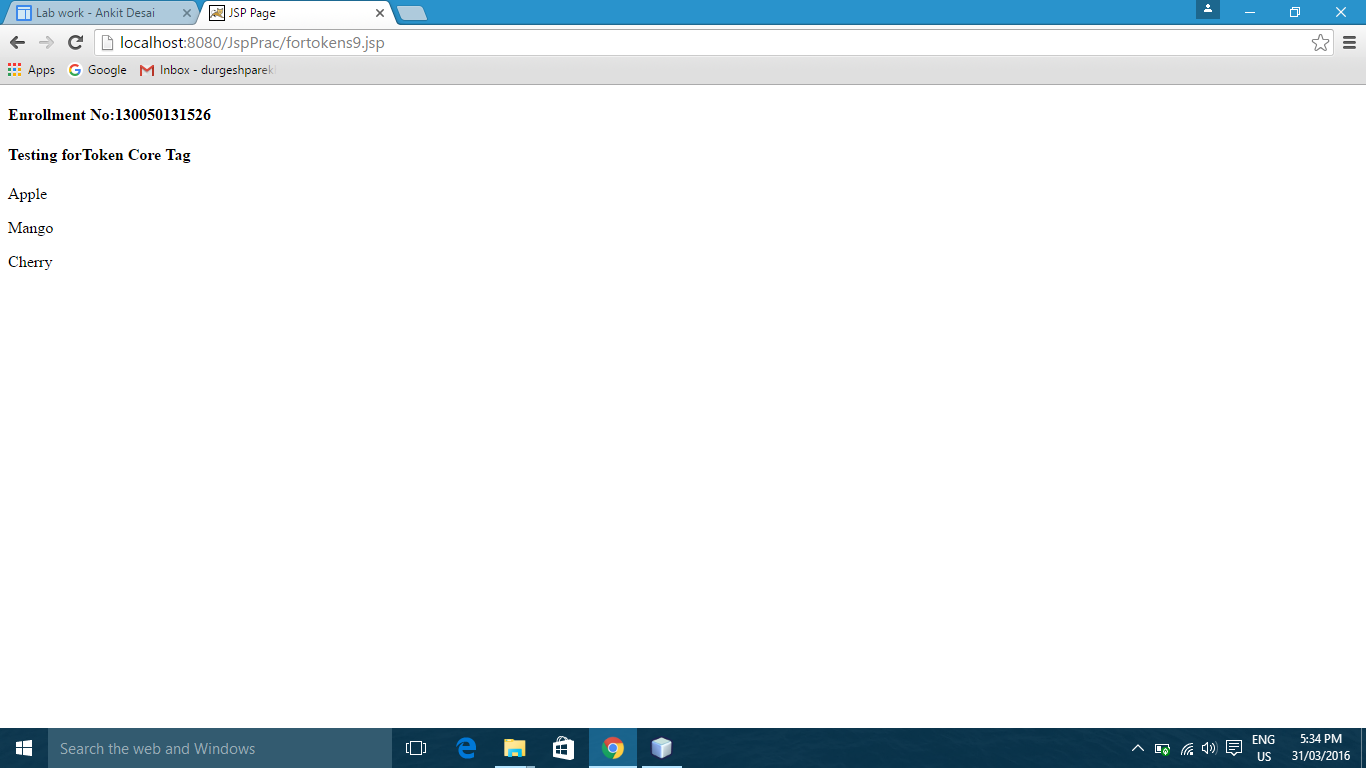 Lab work - Ankit Desai
JSP Page
localhost:8080/JspPrac/fortokens9.jsp
Apps
Google
Inbox - durgeshparek
Enrollment No:130050131526
Testing forToken Core Tag
Apple
Mango
Cherry
Search the web and Windows
ENG
US
5:34 PM
31/03/2016